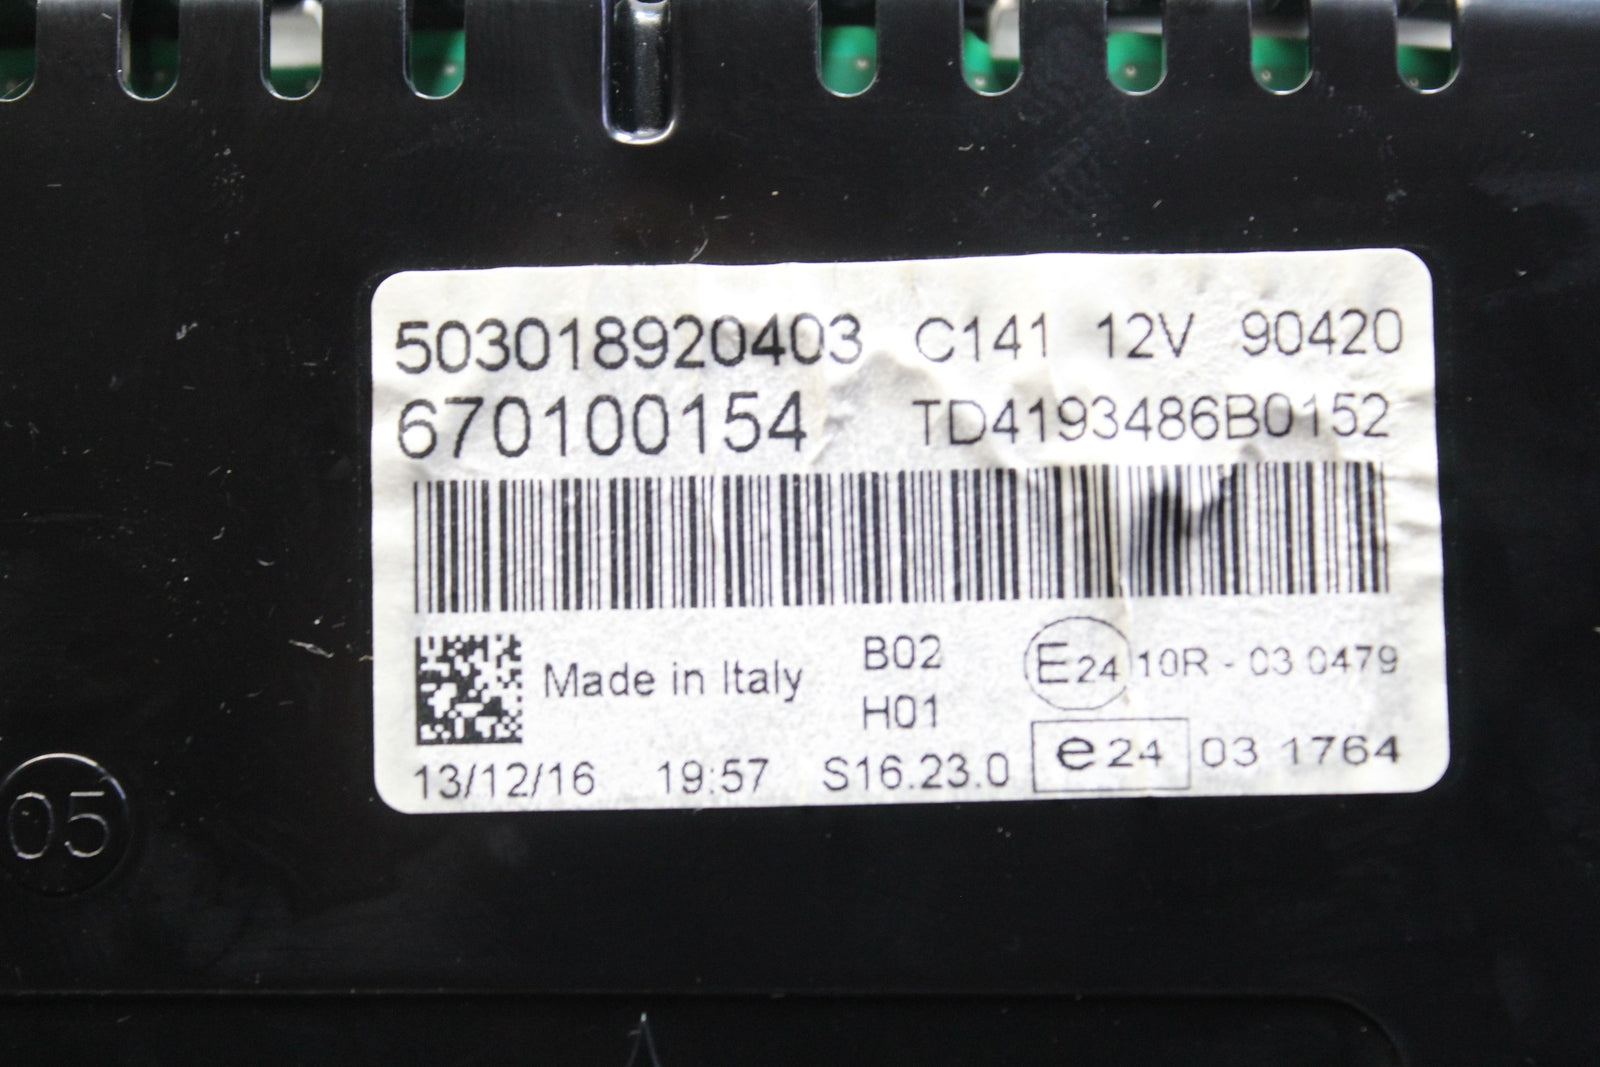 503018920403 C141 12V 90420
670100154 TD4193486B0152
Made in Italy B02 E24 10R - 03 0479
H01
13/12/16 19:57 S16.23.0 e24 03 1764
05